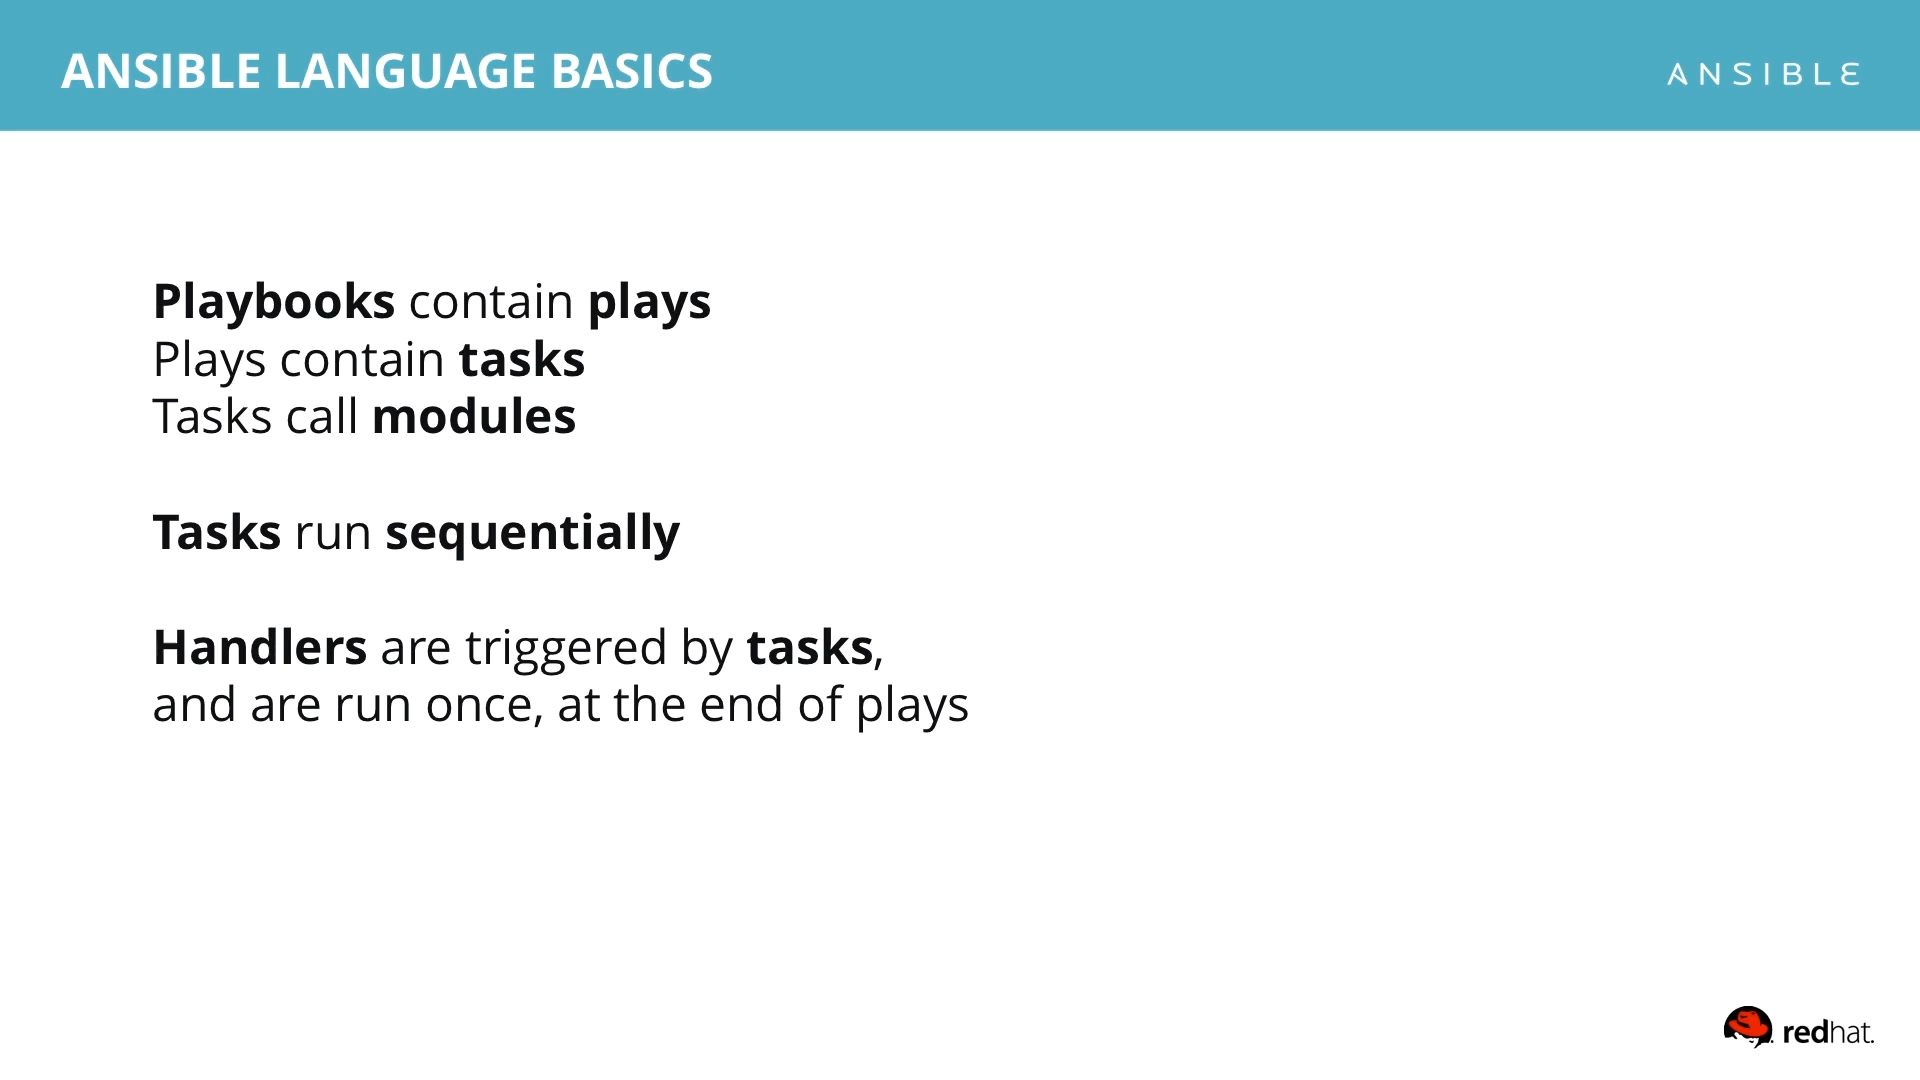 ANSIBLE LANGUAGE BASICS
ANSIBLE
Playbooks contain plays
Plays contain tasks
Tasks call modules
Tasks run sequentially
Handlers are triggered by tasks,
and are run once, at the end of plays
redhat.